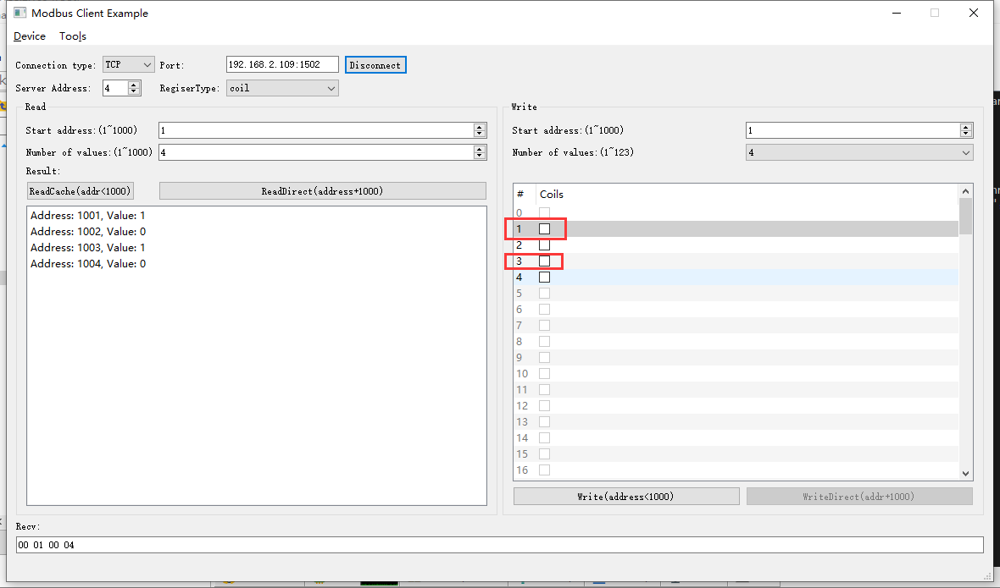 Modbus Client Example
Device Tools
Connection type: TCP Port: 192.168.2.109:1502 Disconnect
Server Address: 4 RegiserType: coil
Read
Start address:(1~1000) 1
Number of values:(1~1000) 4
Result:
ReadCache(addr<1000) ReadDirect(address+1000)
Address: 1001, Value: 1
Address: 1002, Value: 0
Address: 1003, Value: 1
Address: 1004, Value: 0
Write
Start address:(1~1000) 1
Number of values:(1~123) 4
# Coils
0
1
2
3
4
5
6
7
8
9
10
11
12
13
14
15
16
Write(address<1000) WriteDirect(addr+1000)
Recv:
00 01 00 04